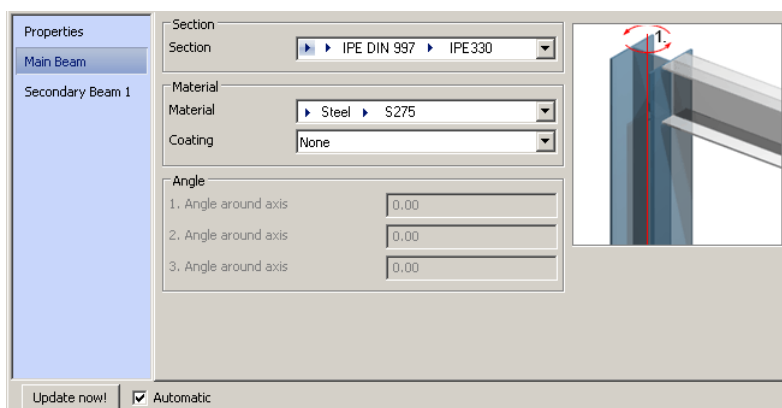 Properties
Main Beam
Secondary Beam 1
Section
Section IPE DIN 997 IPE330
Material
Material Steel S275
Coating None
Angle
1. Angle around axis 0.00
2. Angle around axis 0.00
3. Angle around axis 0.00
1.
Update now! Automatic